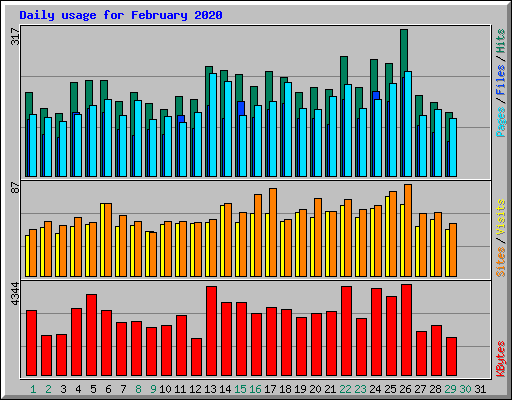 Daily usage for February 2020
317
Pages / Files / Hits
87
Sites / Visits
4344
KBytes
1 2 3 4 5 6 7 8 9 10 11 12 13 14 15 16 17 18 19 20 21 22 23 24 25 26 27 28 29 30 31